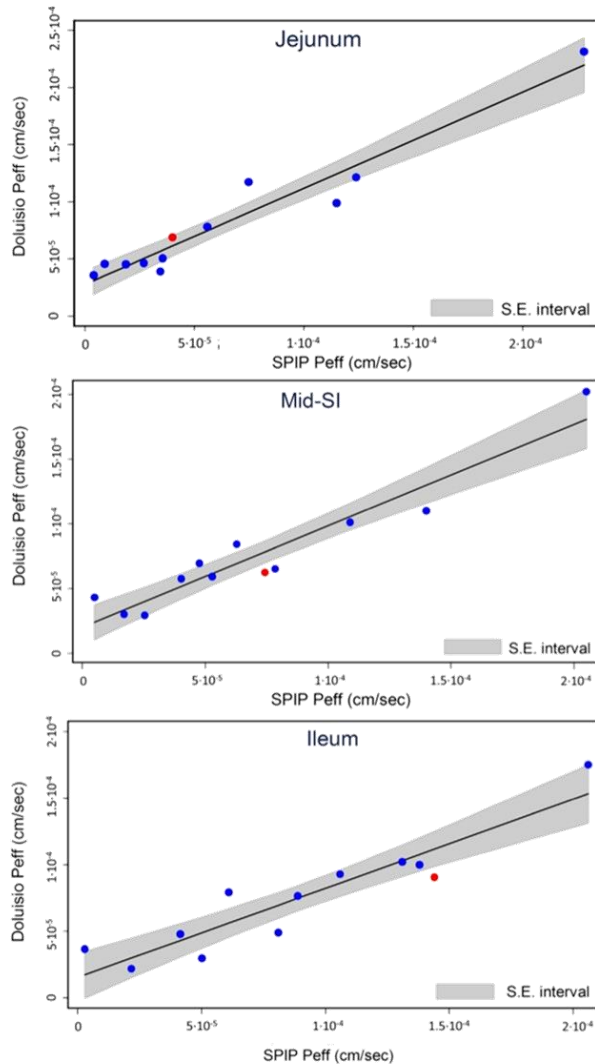 Jejunum
Doluisio Peff (cm/sec)
2.5·10⁻⁴
2·10⁻⁴
1.5·10⁻⁴
1·10⁻⁴
5·10⁻⁵
0
S.E. interval
0 5·10⁻⁵ ; 1·10⁻⁴ 1.5·10⁻⁴ 2·10⁻⁴
SPIP Peff (cm/sec)
Mid-SI
Doluisio Peff (cm/sec)
2·10⁻⁴
1.5·10⁻⁴
1·10⁻⁴
5·10⁻⁵
0
S.E. interval
0 5·10⁻⁵ 1·10⁻⁴ 1.5·10⁻⁴ 2·10⁻⁴
SPIP Peff (cm/sec)
Ileum
Doluisio Peff (cm/sec)
2·10⁻⁴
1.5·10⁻⁴
1·10⁻⁴
5·10⁻⁵
0
S.E. interval
0 5·10⁻⁵ 1·10⁻⁴ 1.5·10⁻⁴ 2·10⁻⁴
SPIP Peff (cm/sec)